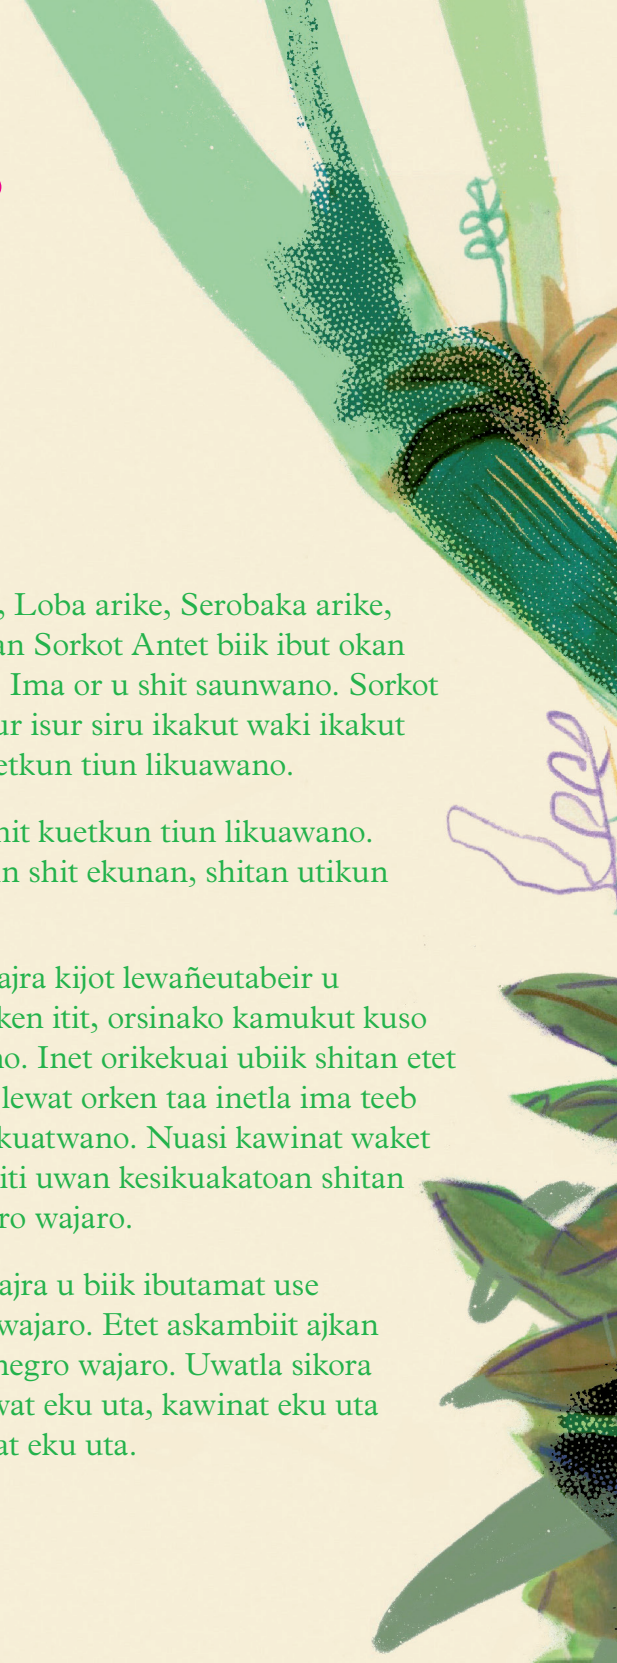 , Loba arike, Serobaka arike,
an Sorkot Antet biik ibut okan
Ima or u shit saunwano. Sorkot
ur isur siru ikakut waki ikakut
etkun tiun likuawano.
hit kuetkun tiun likuawano.
n shit ekunan, shitan utikun
ajra kijot lewañeutabeir u
ken itit, orsinako kamukut kuso
no. Inet orikekuai ubiik shitan etet
lewat orken taa inetla ima teeb
kuatwano. Nuasi kawinat waket
iti uwan kesikuakatoan shitan
ro wajaro.
ajra u biik ibutamat use
wajaro. Etet askambiit ajkan
negro wajaro. Uwatla sikora
wat eku uta, kawinat eku uta
at eku uta.